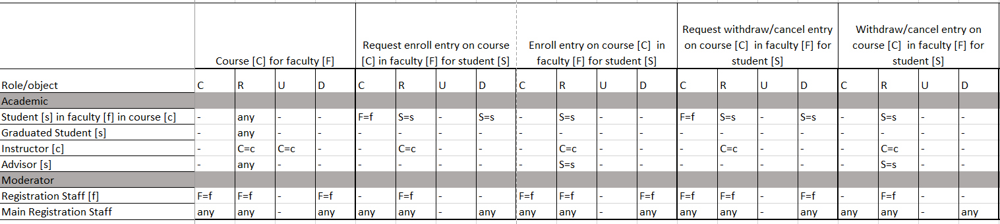 Course [C] for faculty [F]
Request enroll entry on course
[C] in faculty [F] for student [S]
Enroll entry on course [C] in
faculty [F] for student [S]
Request withdraw/cancel entry
on course [C] in faculty [F] for
student [S]
Withdraw/cancel entry on
course [C] in faculty [F] for
student [S]
Role/object C R U D C R U D C R U D C R U D C R U D
Academic
Student [s] in faculty [f] in course [c] - any - - F=f S=s - S=s - S=s - - F=f S=s - S=s - S=s - -
Graduated Student [s] - any - - - - - - - - - - - - - - - - - -
Instructor [c] - C=c C=c - - C=c - - - C=c - - - C=c - - - C=c - -
Advisor [s] - any - - - - - - - S=s - - - - - - - S=s - -
Moderator
Registration Staff [f] F=f F=f - F=f - F=f - - F=f F=f - F=f F=f F=f - F=f - F=f - -
Main Registration Staff any any - any any any - any any any - any any any - any any any - any